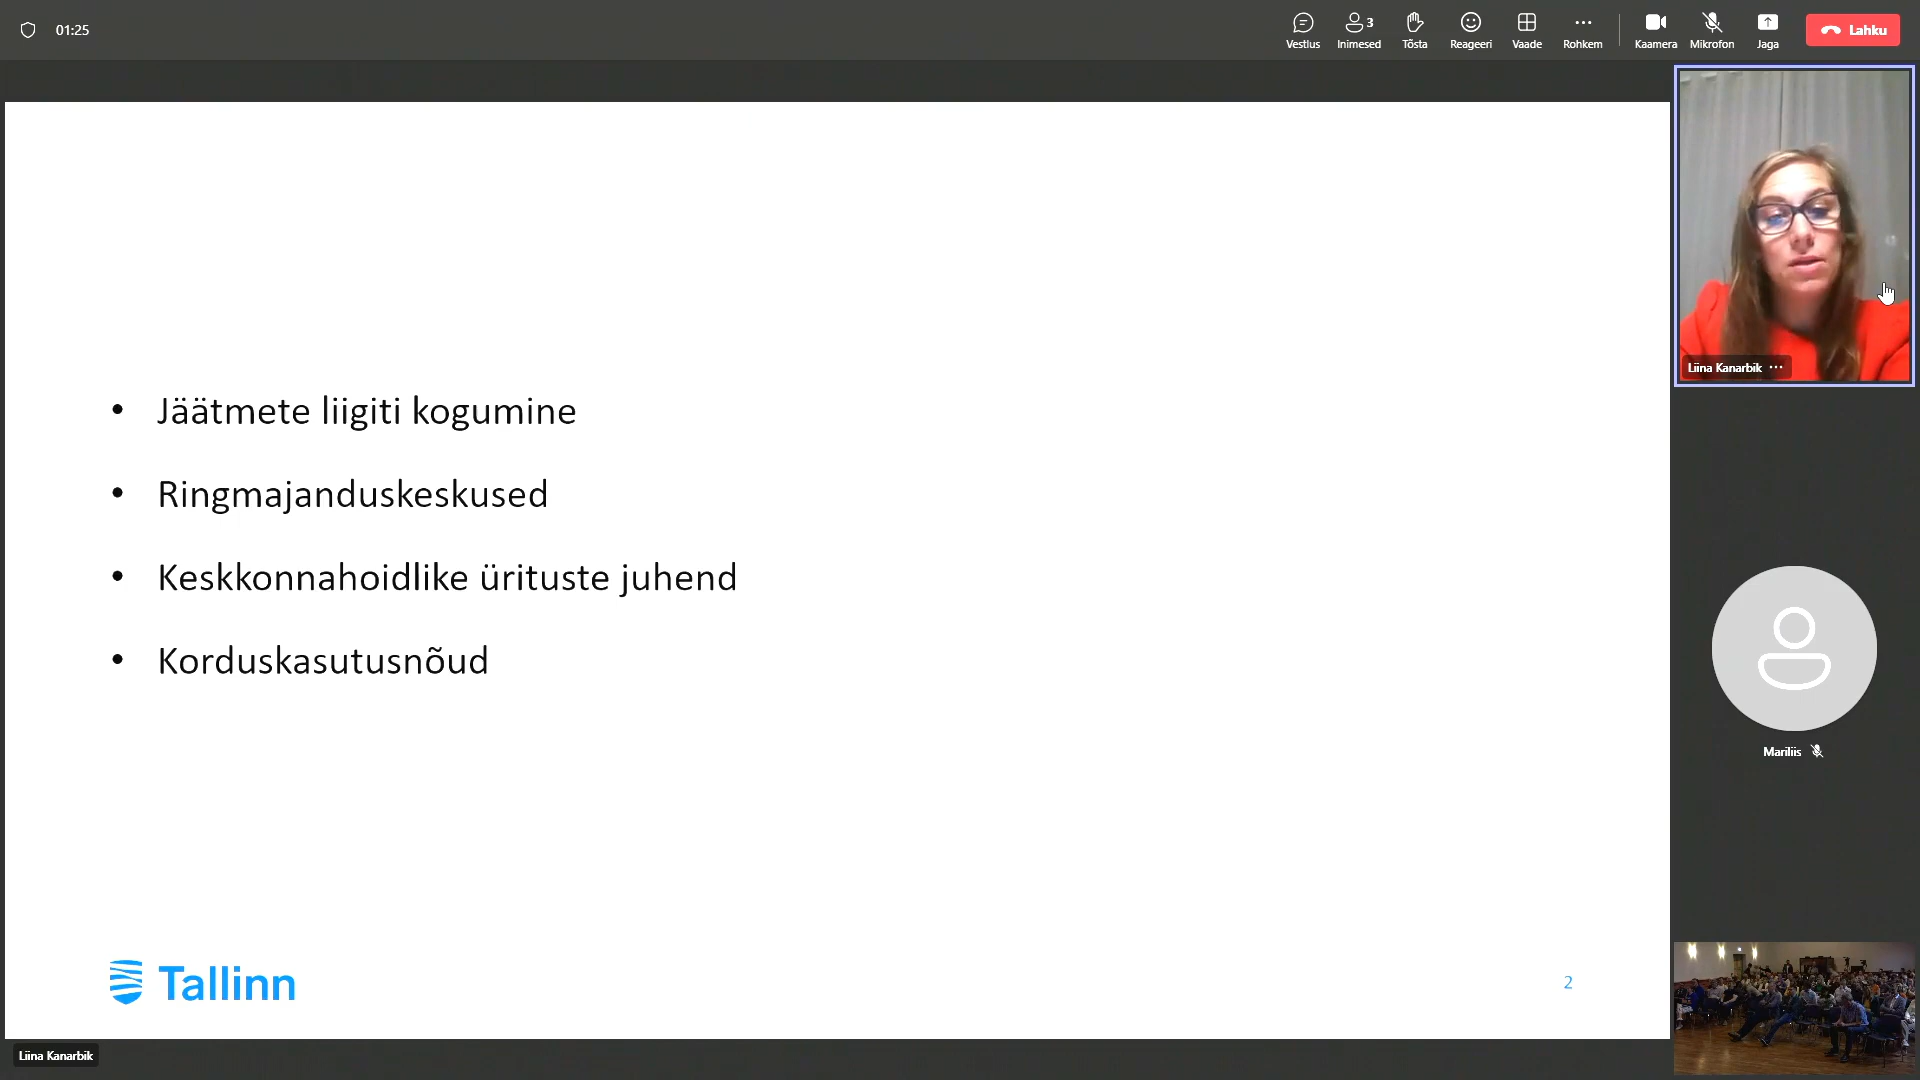 01:25
Vestlus
Inimesed
3
Tõsta
Reageeri
Vaade
Rohkem
Kaamera
Mikrofon
Jaga
Lahku
Liina Kanarbik
• Jäätmete liigiti kogumine
• Ringmajanduskeskused
• Keskkonnahoidlike ürituste juhend
• Korduskasutusnõud
Mariliis
Tallinn
2
Liina Kanarbik